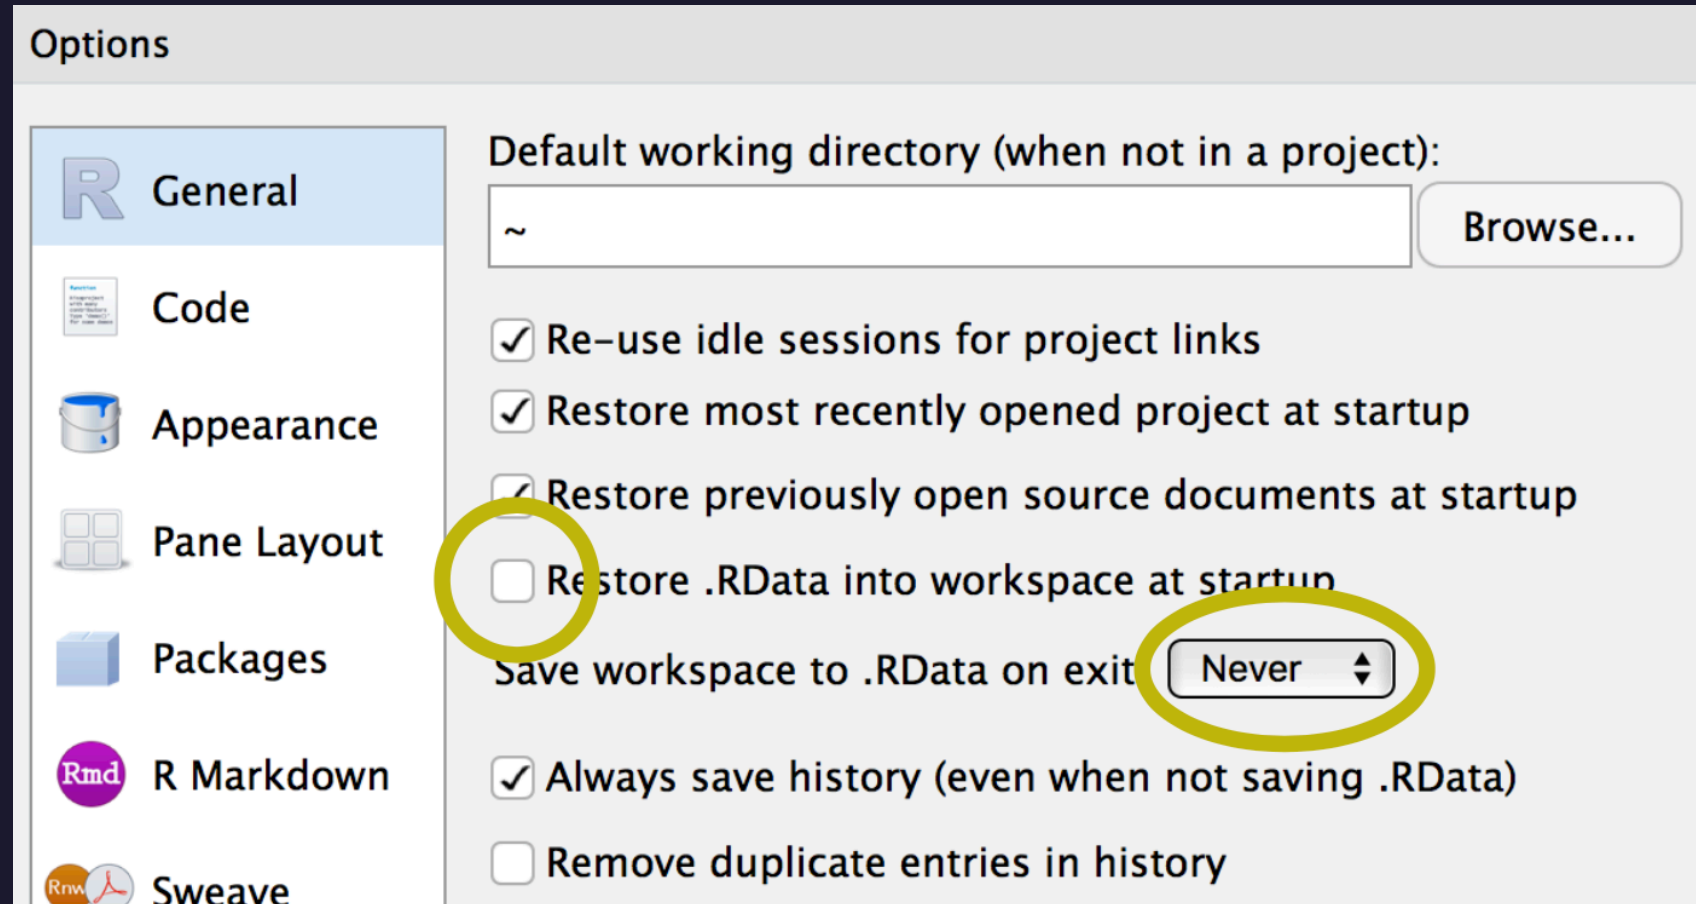 Options
General
Code
Appearance
Pane Layout
Packages
Rmd R Markdown
Rnw Sweave
Default working directory (when not in a project):
~ Browse...
Re-use idle sessions for project links
Restore most recently opened project at startup
Restore previously open source documents at startup
Restore .RData into workspace at startup
Save workspace to .RData on exit Never
Always save history (even when not saving .RData)
Remove duplicate entries in history